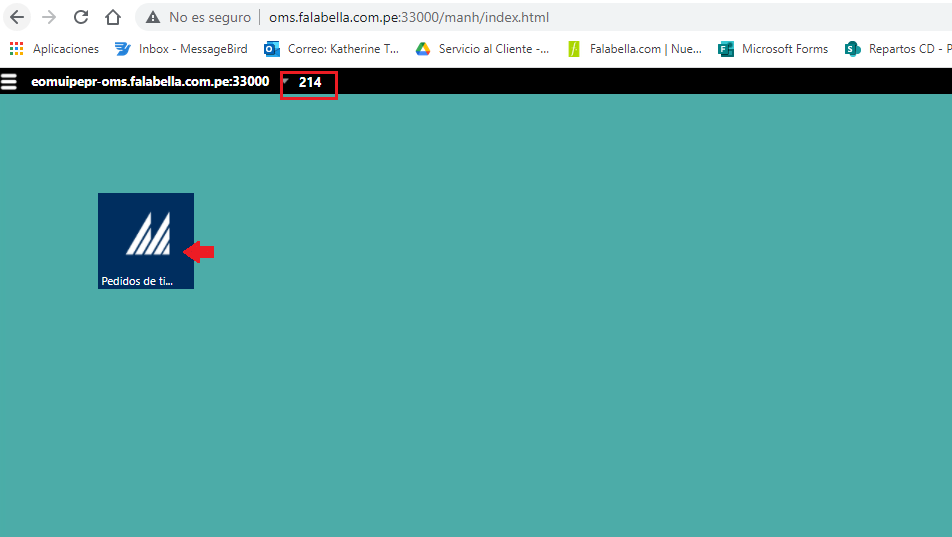 No es seguro | oms.falabella.com.pe:33000/manh/index.html
Aplicaciones Inbox - MessageBird Correo: Katherine T... Servicio al Cliente -... Falabella.com | Nue... Microsoft Forms Repartos CD - P
eomuipepr-oms.falabella.com.pe:33000 214
Pedidos de ti...